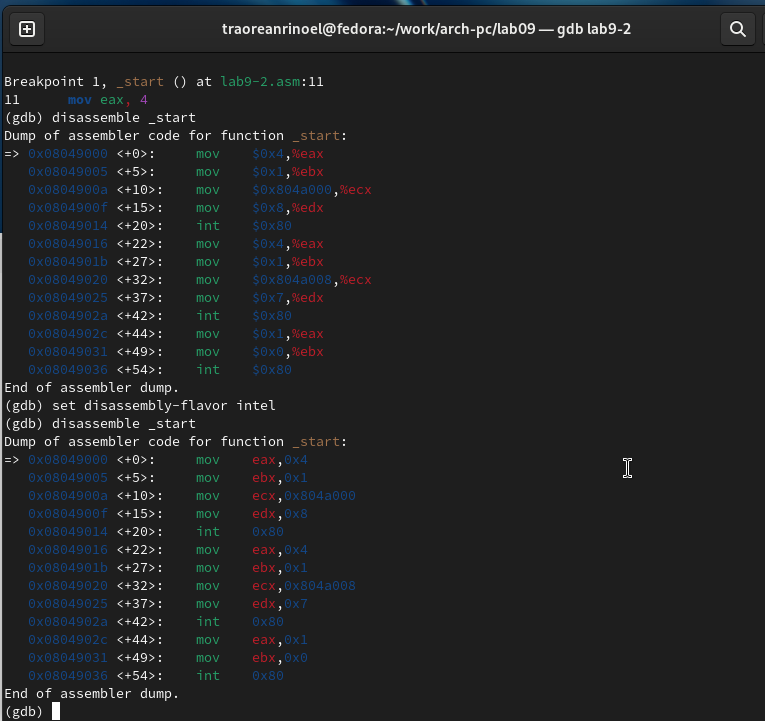 traoreanrinoel@fedora:~/work/arch-pc/lab09 — gdb lab9-2
Breakpoint 1, _start () at lab9-2.asm:11
11      mov eax, 4
(gdb) disassemble _start
Dump of assembler code for function _start:
=> 0x08049000 <+0>:     mov    $0x4,%eax
   0x08049005 <+5>:     mov    $0x1,%ebx
   0x0804900a <+10>:    mov    $0x804a000,%ecx
   0x0804900f <+15>:    mov    $0x8,%edx
   0x08049014 <+20>:    int    $0x80
   0x08049016 <+22>:    mov    $0x4,%eax
   0x0804901b <+27>:    mov    $0x1,%ebx
   0x08049020 <+32>:    mov    $0x804a008,%ecx
   0x08049025 <+37>:    mov    $0x7,%edx
   0x0804902a <+42>:    int    $0x80
   0x0804902c <+44>:    mov    $0x1,%eax
   0x08049031 <+49>:    mov    $0x0,%ebx
   0x08049036 <+54>:    int    $0x80
End of assembler dump.
(gdb) set disassembly-flavor intel
(gdb) disassemble _start
Dump of assembler code for function _start:
=> 0x08049000 <+0>:     mov    eax,0x4
   0x08049005 <+5>:     mov    ebx,0x1
   0x0804900a <+10>:    mov    ecx,0x804a000
   0x0804900f <+15>:    mov    edx,0x8
   0x08049014 <+20>:    int    0x80
   0x08049016 <+22>:    mov    eax,0x4
   0x0804901b <+27>:    mov    ebx,0x1
   0x08049020 <+32>:    mov    ecx,0x804a008
   0x08049025 <+37>:    mov    edx,0x7
   0x0804902a <+42>:    int    0x80
   0x0804902c <+44>:    mov    eax,0x1
   0x08049031 <+49>:    mov    ebx,0x0
   0x08049036 <+54>:    int    0x80
End of assembler dump.
(gdb)